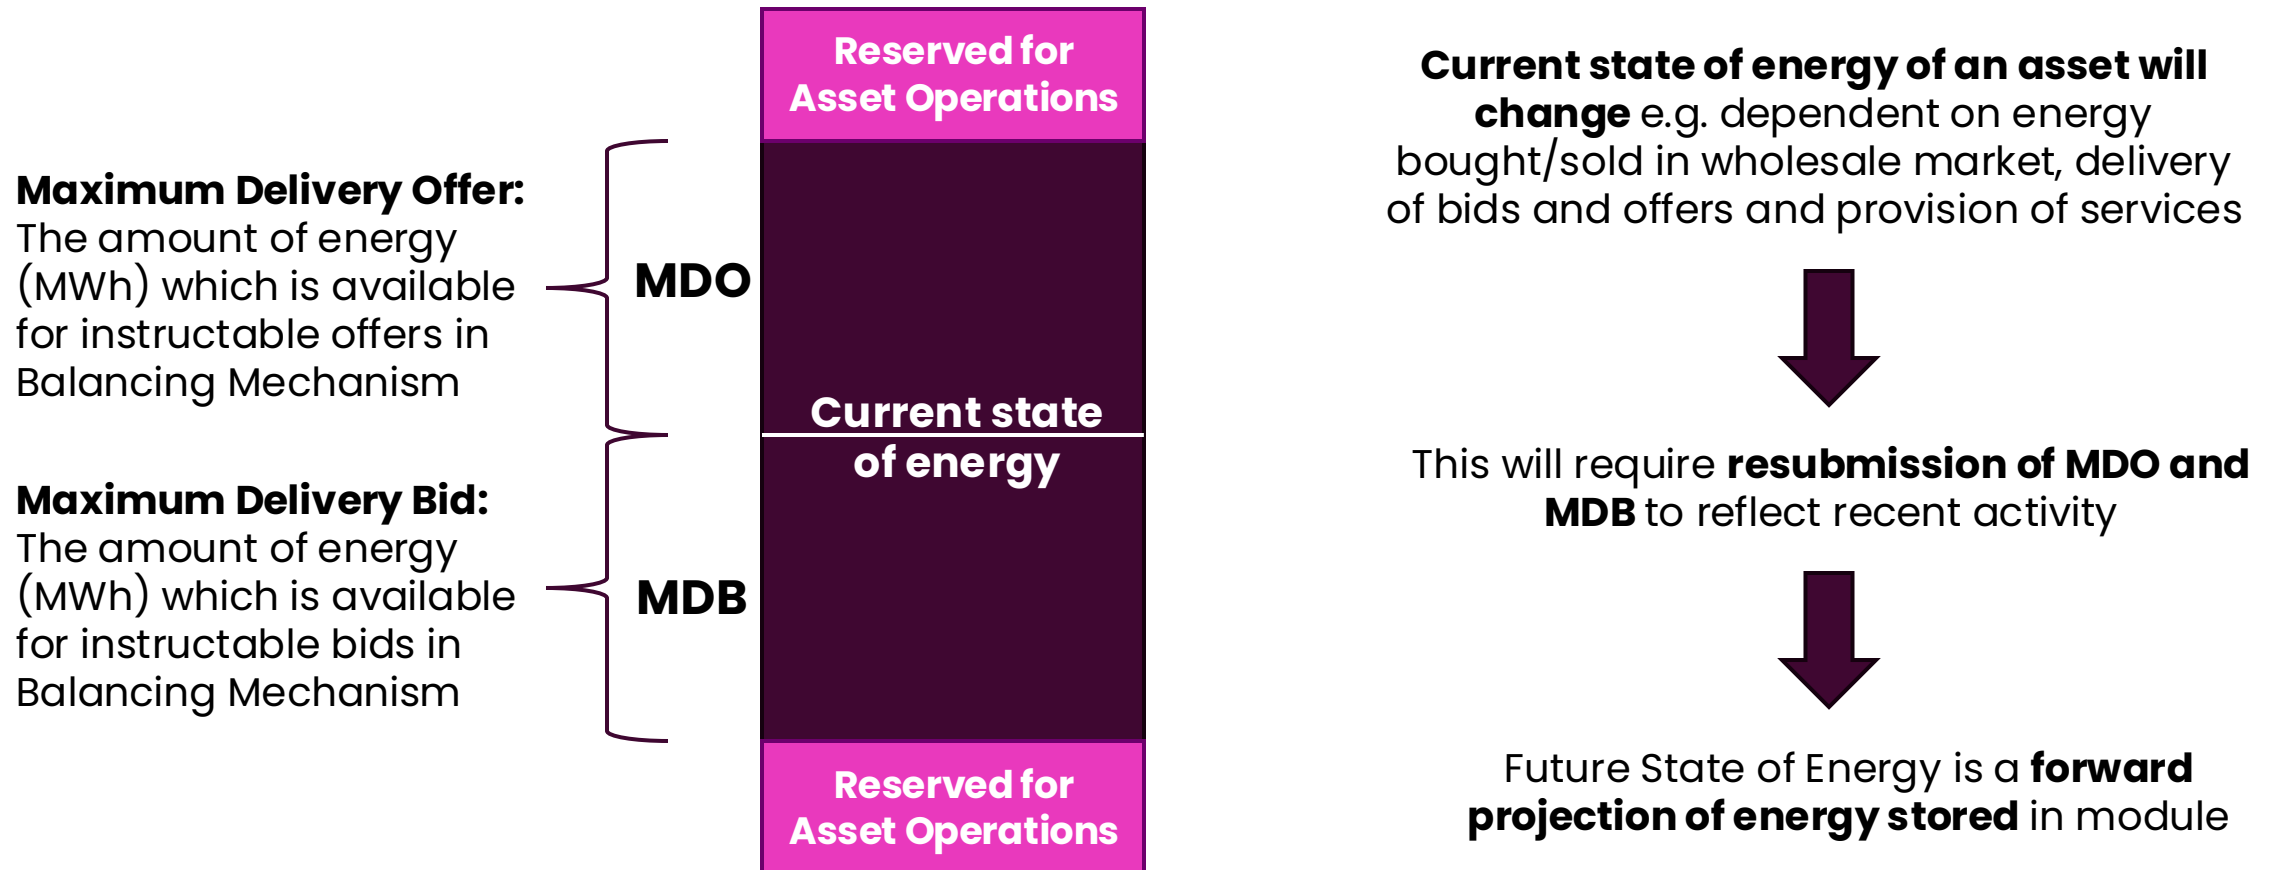 Maximum Delivery Offer:
The amount of energy
(MWh) which is available
for instructable offers in
Balancing Mechanism
Maximum Delivery Bid:
The amount of energy
(MWh) which is available
for instructable bids in
Balancing Mechanism
MDO
MDB
Reserved for
Asset Operations
Current state
of energy
Reserved for
Asset Operations
Current state of energy of an asset will
change e.g. dependent on energy
bought/sold in wholesale market, delivery
of bids and offers and provision of services
This will require resubmission of MDO and
MDB to reflect recent activity
Future State of Energy is a forward
projection of energy stored in module